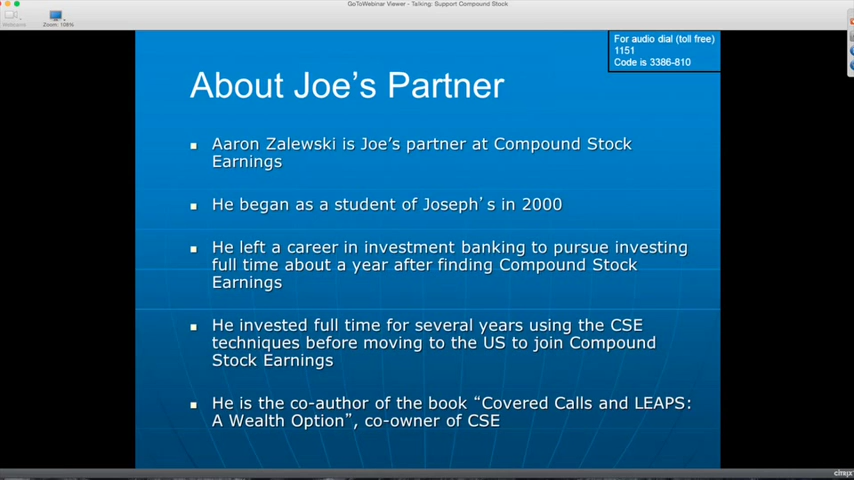 GoToWebinar Viewer - Talking: Support Compound Stock
Webcam
Zoom: 108%
For audio dial (toll free)
1151
Code is 3386-810
About Joe’s Partner
Aaron Zalewski is Joe’s partner at Compound Stock
Earnings
He began as a student of Joseph’s in 2000
He left a career in investment banking to pursue investing
full time about a year after finding Compound Stock
Earnings
He invested full time for several years using the CSE
techniques before moving to the US to join Compound
Stock Earnings
He is the co-author of the book “Covered Calls and LEAPS:
A Wealth Option”, co-owner of CSE
citrix